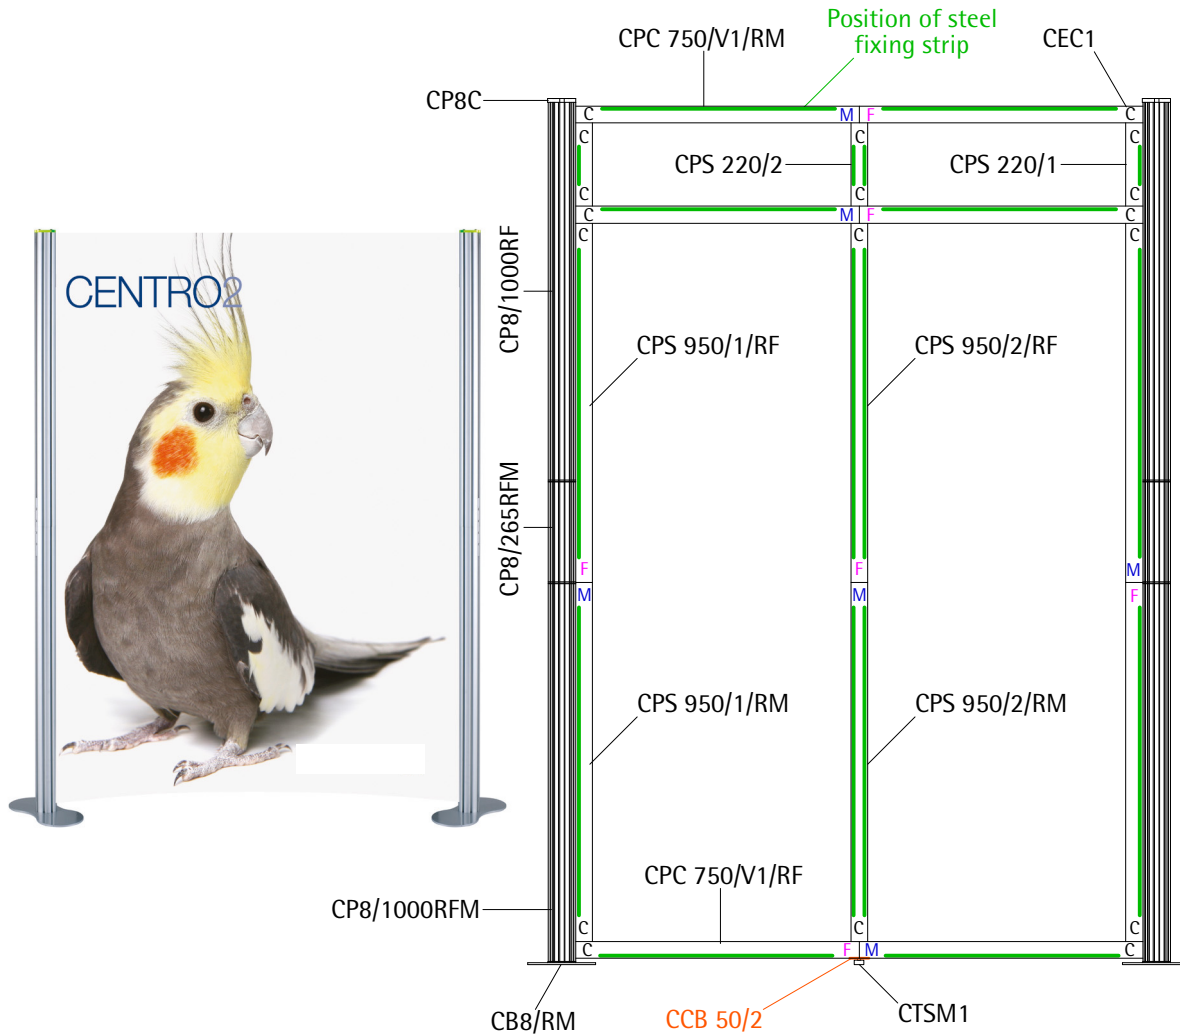 Position of steel
fixing strip
CPC 750/V1/RM
CEC1
CP8C
C M F C
C C C
CPS 220/2
CPS 220/1
C C C
C M F C
C C C
CP8/1000RF
CENTRO2
CPS 950/1/RF
CPS 950/2/RF
CP8/265RFM
F F M
M M F
CPS 950/1/RM
CPS 950/2/RM
CPC 750/V1/RF
CP8/1000RFM
C C C
C F M C
CB8/RM
CCB 50/2
CTSM1